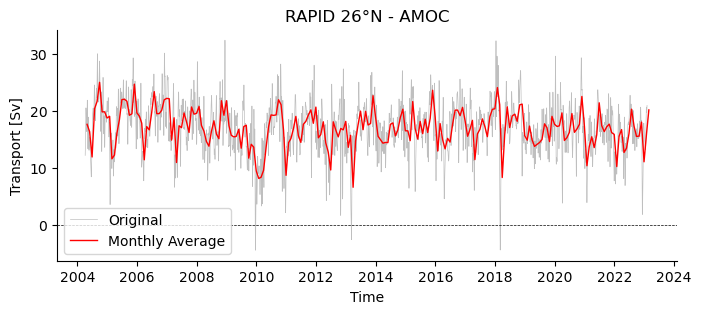 RAPID 26°N - AMOC
Transport [Sv]
30
20
10
0
Original
Monthly Average
2004 2006 2008 2010 2012 2014 2016 2018 2020 2022 2024
Time